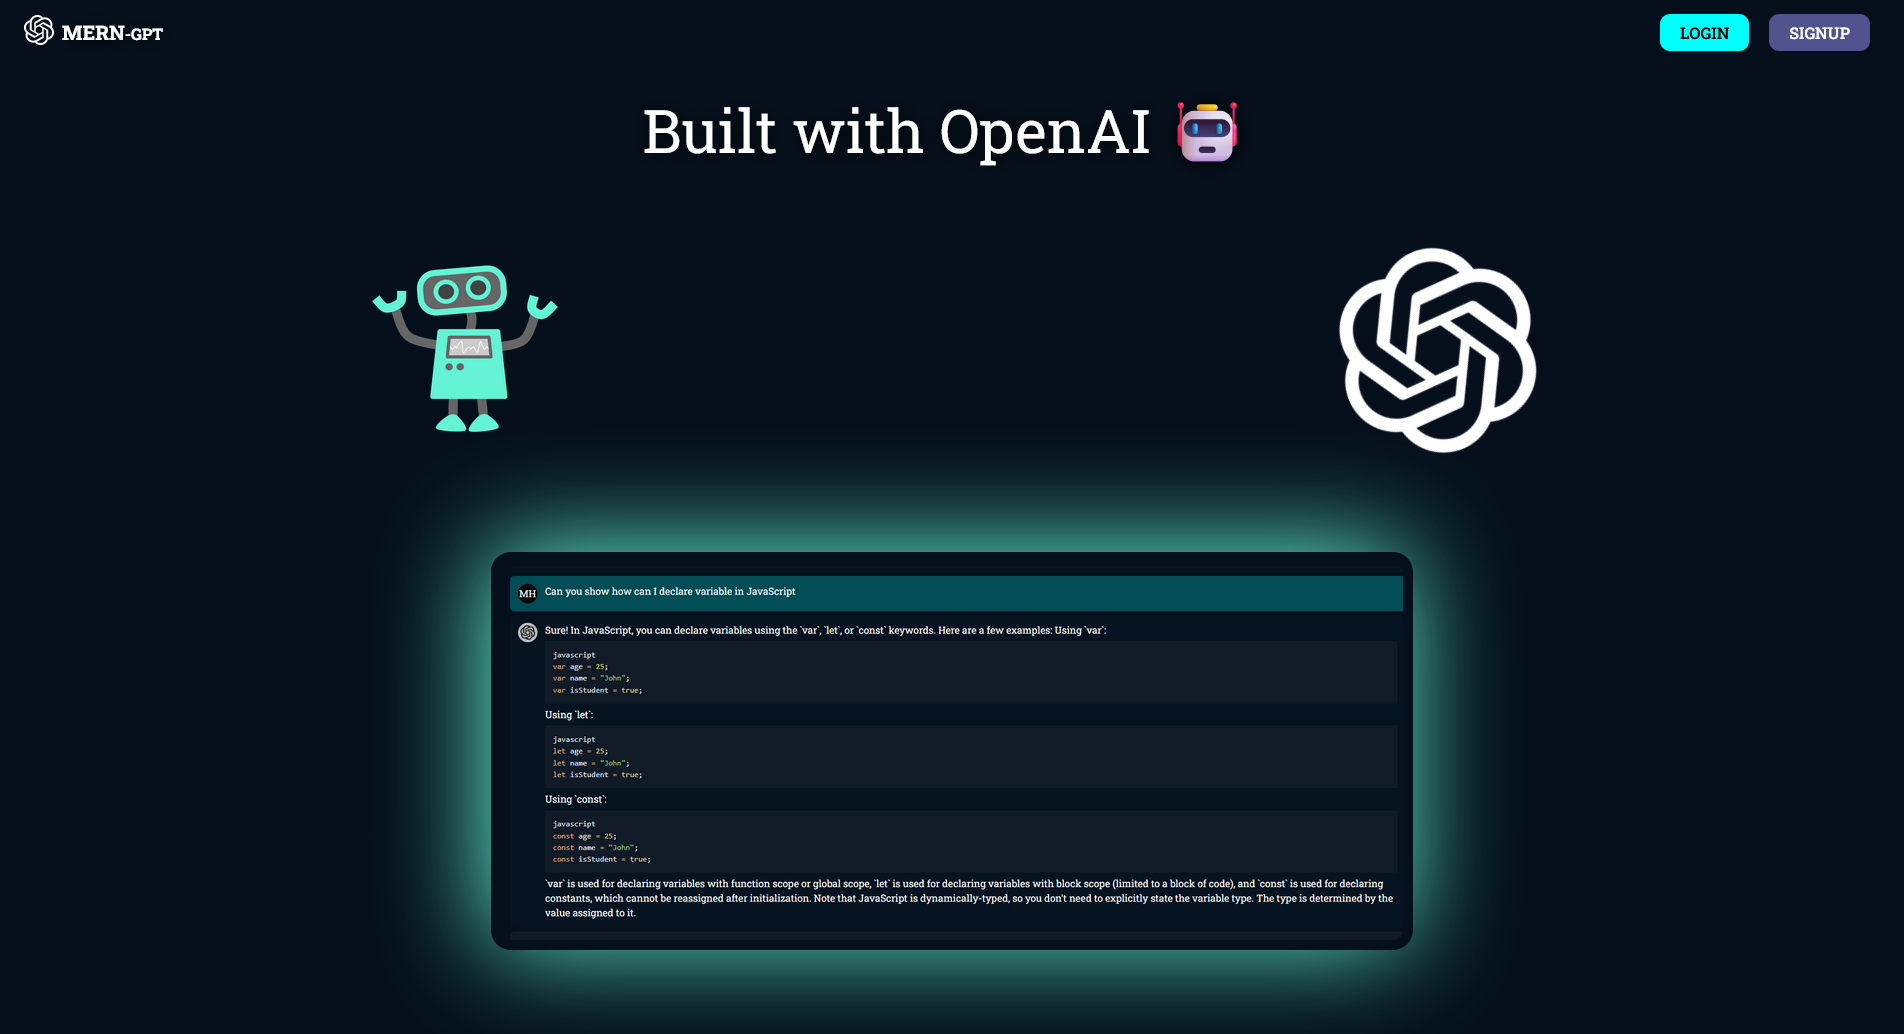 MERN-GPT
LOGIN
SIGNUP
Built with OpenAI
MH
Can you show how can I declare variable in JavaScript
Sure! In JavaScript, you can declare variables using the `var`, `let`, or `const` keywords. Here are a few examples: Using `var`:
javascript
var age = 25;
var name = "John";
var isStudent = true;
Using `let`:
javascript
let age = 25;
let name = "John";
let isStudent = true;
Using `const`:
javascript
const age = 25;
const name = "John";
const isStudent = true;
`var` is used for declaring variables with function scope or global scope, `let` is used for declaring variables with block scope (limited to a block of code), and `const` is used for declaring
constants, which cannot be reassigned after initialization. Note that JavaScript is dynamically-typed, so you don't need to explicitly state the variable type. The type is determined by the
value assigned to it.